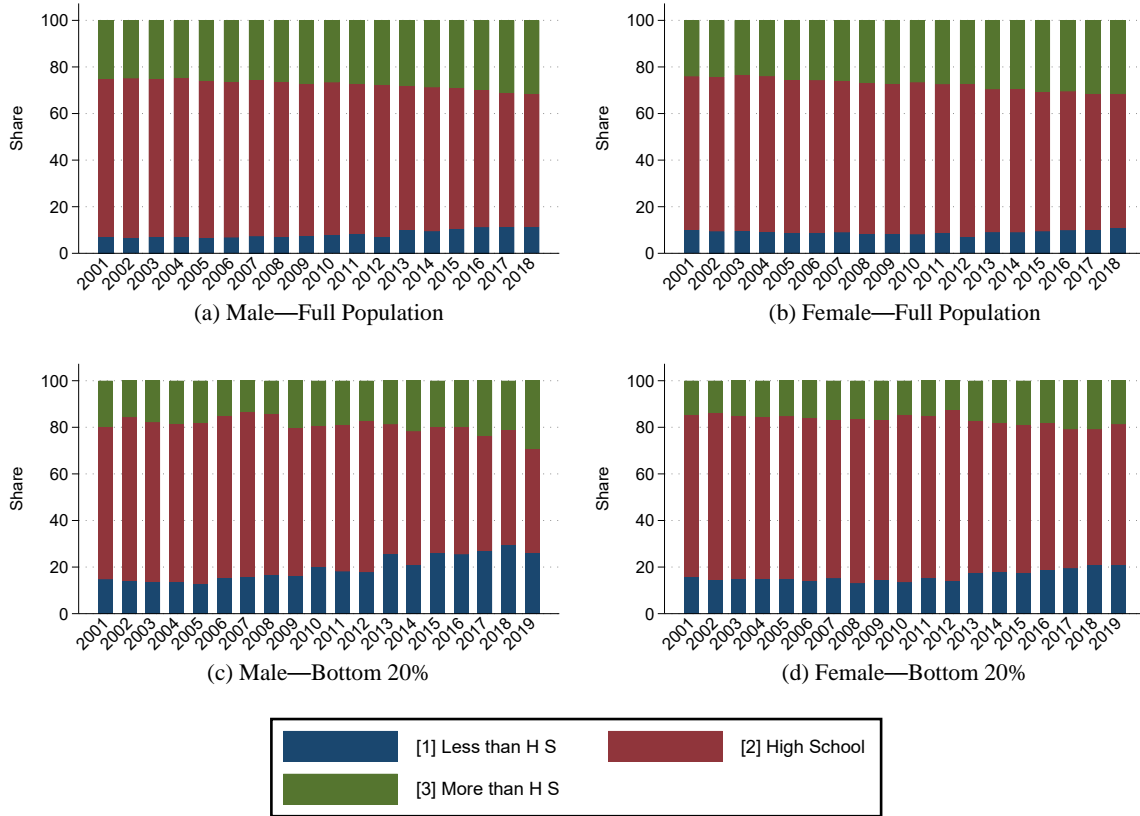 100
80
60
40
20
0
Share
2001 2002 2003 2004 2005 2006 2007 2008 2009 2010 2011 2012 2013 2014 2015 2016 2017 2018
(a) Male—Full Population
100
80
60
40
20
0
Share
2001 2002 2003 2004 2005 2006 2007 2008 2009 2010 2011 2012 2013 2014 2015 2016 2017 2018
(b) Female—Full Population
100
80
60
40
20
0
Share
2001 2002 2003 2004 2005 2006 2007 2008 2009 2010 2011 2012 2013 2014 2015 2016 2017 2018 2019
(c) Male—Bottom 20%
100
80
60
40
20
0
Share
2001 2002 2003 2004 2005 2006 2007 2008 2009 2010 2011 2012 2013 2014 2015 2016 2017 2018 2019
(d) Female—Bottom 20%
[1] Less than H S
[2] High School
[3] More than H S